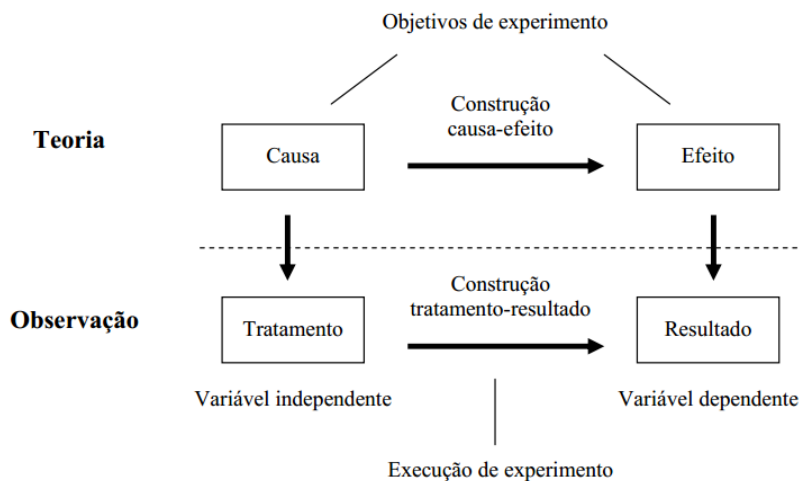 Objetivos de experimento
Construção
causa-efeito
Teoria
Causa
Efeito
Construção
tratamento-resultado
Observação
Tratamento
Resultado
Variável independente
Variável dependente
Execução de experimento